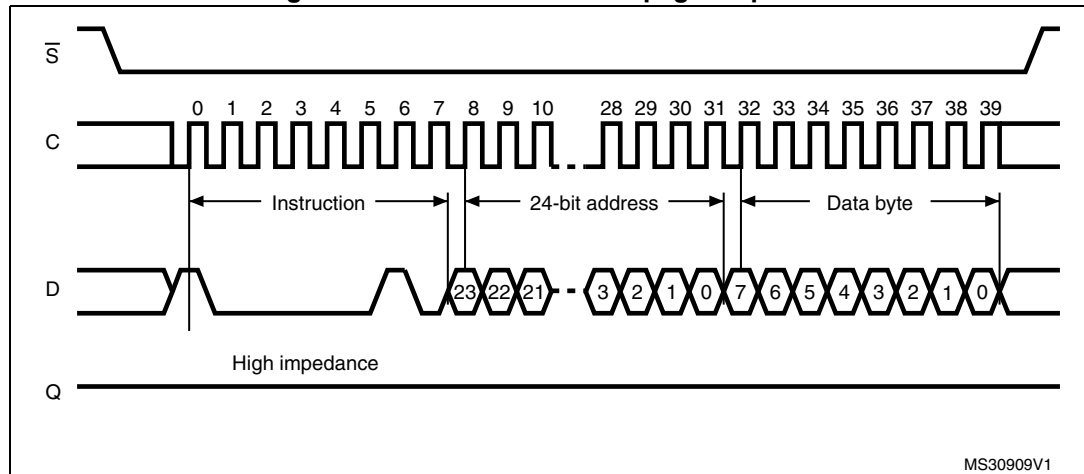 S
0 1 2 3 4 5 6 7 8 9 10 28 29 30 31 32 33 34 35 36 37 38 39
C
Instruction 24-bit address Data byte
D 23 22 21 3 2 1 0 7 6 5 4 3 2 1 0
High impedance
Q
MS30909V1